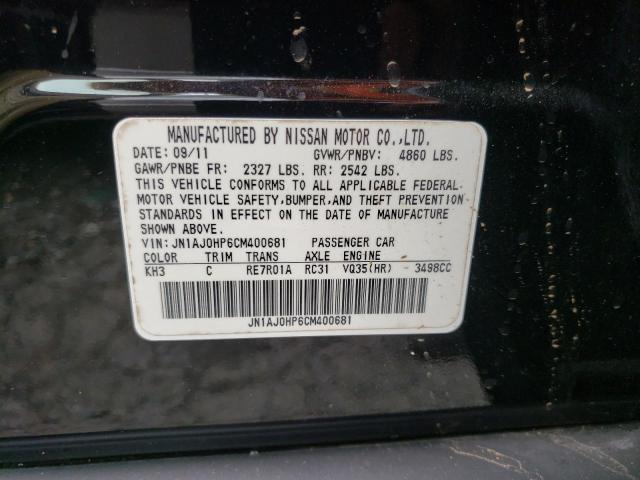 MANUFACTURED BY NISSAN MOTOR CO.,LTD.
DATE: 09/11 GVWR/PNBV: 4860 LBS.
GAWR/PNBE FR: 2327 LBS. RR: 2542 LBS.
THIS VEHICLE CONFORMS TO ALL APPLICABLE FEDERAL
MOTOR VEHICLE SAFETY,BUMPER,AND THEFT PREVENTION
STANDARDS IN EFFECT ON THE DATE OF MANUFACTURE
SHOWN ABOVE.
VIN: JN1AJ0HP6CM400681 PASSENGER CAR
COLOR TRIM TRANS AXLE ENGINE
KH3 C RE7R01A RC31 VQ35(HR) -3498CC
JN1AJ0HP6CM400681